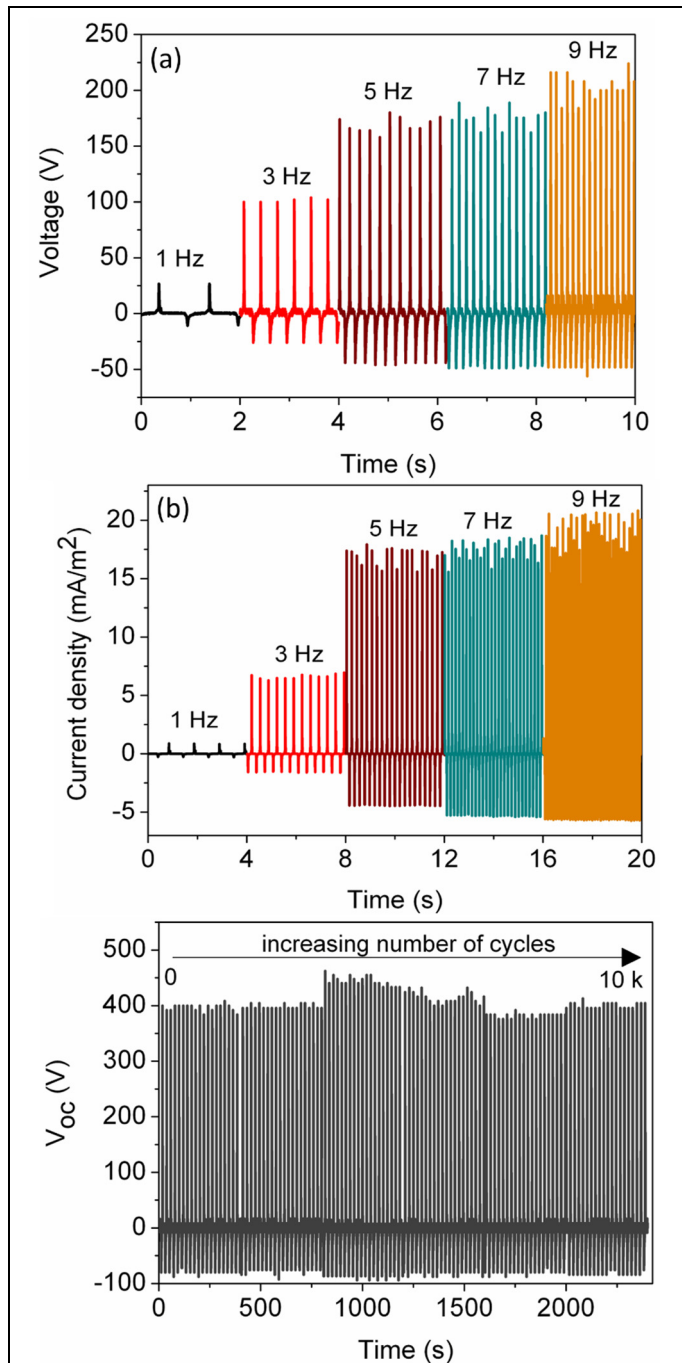 (a)
250
200
150
100
50
0
-50
Voltage (V)
1 Hz
3 Hz
5 Hz
7 Hz
9 Hz
0 2 4 6 8 10
Time (s)
(b)
20
15
10
5
0
-5
Current density (mA/m²)
1 Hz
3 Hz
5 Hz
7 Hz
9 Hz
0 4 8 12 16 20
Time (s)
500
400
300
200
100
0
-100
Voc (V)
increasing number of cycles
0 10 k
0 500 1000 1500 2000
Time (s)